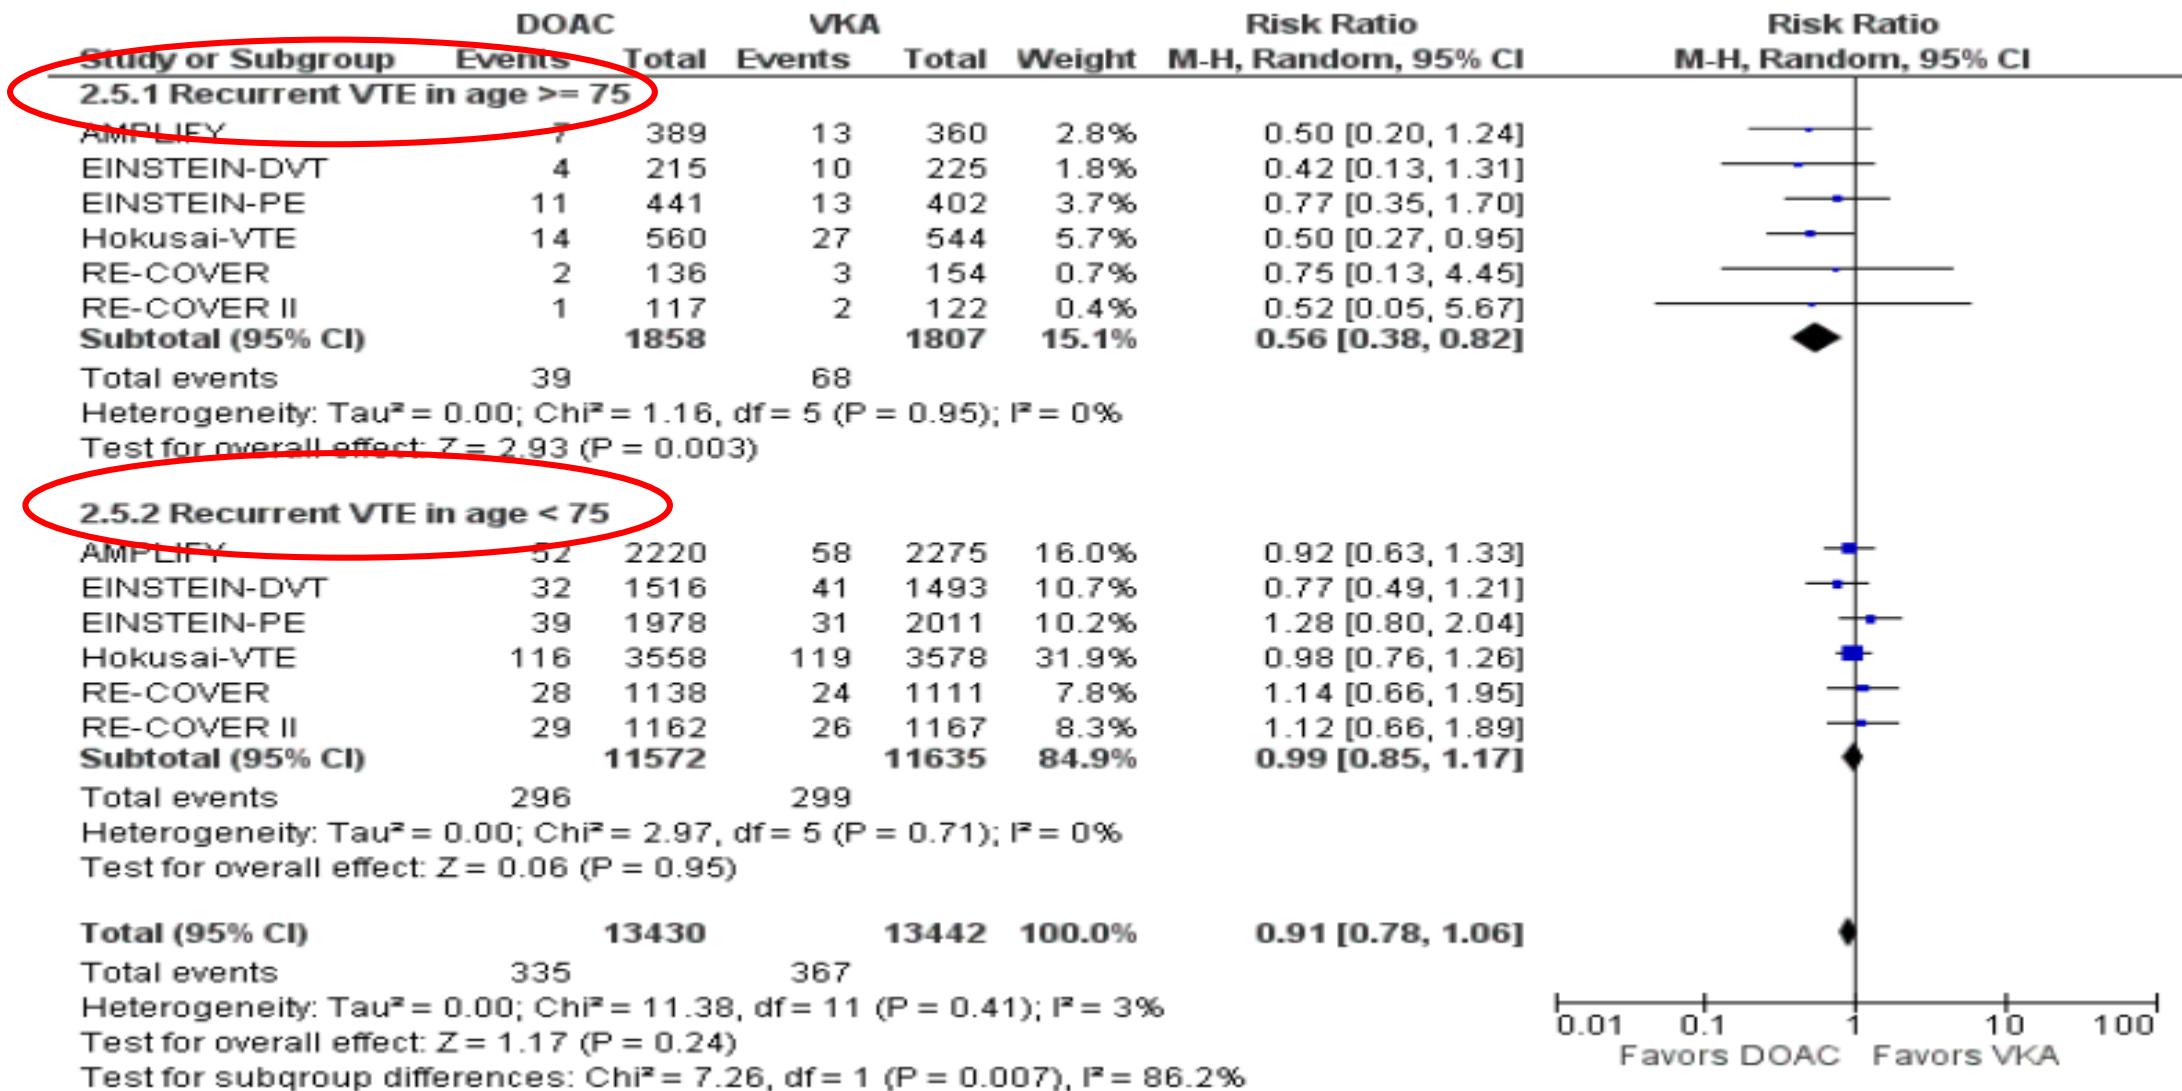 DOAC VKA Risk Ratio Risk Ratio
Study or Subgroup Events Total Events Total Weight M-H, Random, 95% CI M-H, Random, 95% CI
2.5.1 Recurrent VTE in age >= 75
AMPLIFY 7 389 13 360 2.8% 0.50 [0.20, 1.24]
EINSTEIN-DVT 4 215 10 225 1.8% 0.42 [0.13, 1.31]
EINSTEIN-PE 11 441 13 402 3.7% 0.77 [0.35, 1.70]
Hokusai-VTE 14 560 27 544 5.7% 0.50 [0.27, 0.95]
RE-COVER 2 136 3 154 0.7% 0.75 [0.13, 4.45]
RE-COVER II 1 117 2 122 0.4% 0.52 [0.05, 5.67]
Subtotal (95% CI) 1858 1807 15.1% 0.56 [0.38, 0.82]
Total events 39 68
Heterogeneity: Tau² = 0.00; Chi² = 1.16, df = 5 (P = 0.95); I² = 0%
Test for overall effect: Z = 2.93 (P = 0.003)
2.5.2 Recurrent VTE in age < 75
AMPLIFY 52 2220 58 2275 16.0% 0.92 [0.63, 1.33]
EINSTEIN-DVT 32 1516 41 1493 10.7% 0.77 [0.49, 1.21]
EINSTEIN-PE 39 1978 31 2011 10.2% 1.28 [0.80, 2.04]
Hokusai-VTE 116 3558 119 3578 31.9% 0.98 [0.76, 1.26]
RE-COVER 28 1138 24 1111 7.8% 1.14 [0.66, 1.95]
RE-COVER II 29 1162 26 1167 8.3% 1.12 [0.66, 1.89]
Subtotal (95% CI) 11572 11635 84.9% 0.99 [0.85, 1.17]
Total events 296 299
Heterogeneity: Tau² = 0.00; Chi² = 2.97, df = 5 (P = 0.71); I² = 0%
Test for overall effect: Z = 0.06 (P = 0.95)
Total (95% CI) 13430 13442 100.0% 0.91 [0.78, 1.06]
Total events 335 367
Heterogeneity: Tau² = 0.00; Chi² = 11.38, df = 11 (P = 0.41); I² = 3%
Test for overall effect: Z = 1.17 (P = 0.24)
Test for subgroup differences: Chi² = 7.26, df = 1 (P = 0.007), I² = 86.2%
0.01 0.1 1 10 100
Favors DOAC Favors VKA